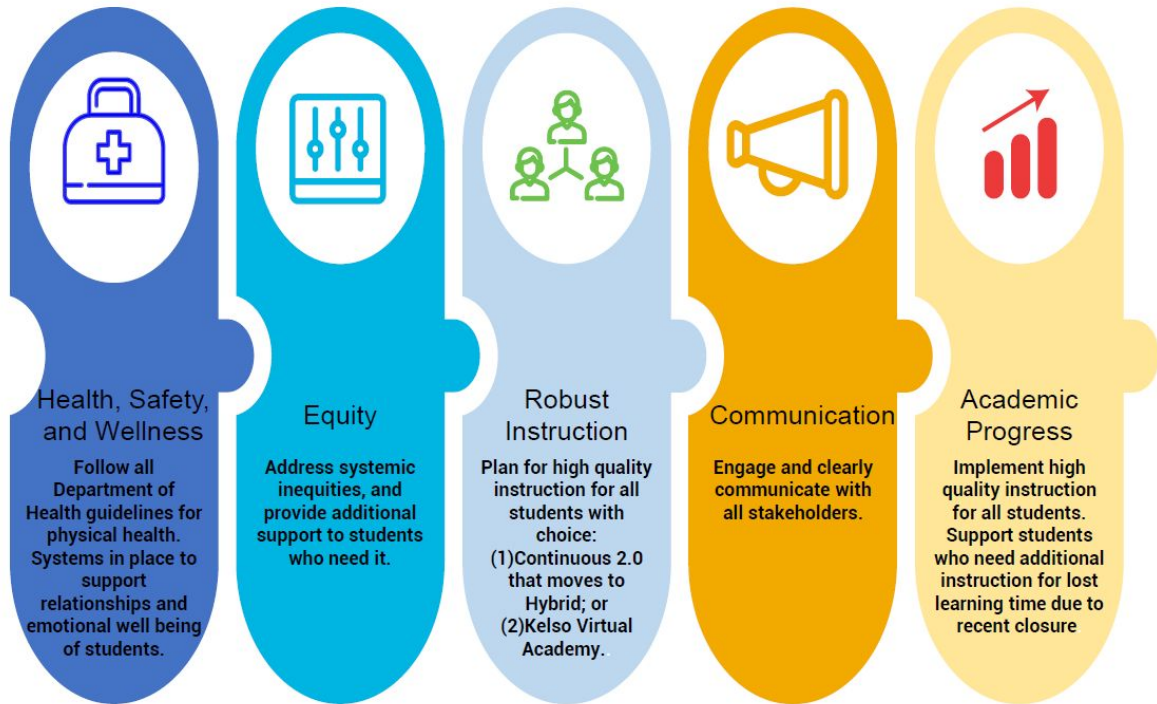 Health, Safety,
and Wellness
Follow all
Department of
Health guidelines for
physical health.
Systems in place to
support
relationships and
emotional well being
of students.
Equity
Address systemic
inequities, and
provide additional
support to students
who need it.
Robust
Instruction
Plan for high quality
instruction for all
students with
choice:
(1)Continuous 2.0
that moves to
Hybrid; or
(2)Kelso Virtual
Academy.
Communication
Engage and clearly
communicate with
all stakeholders.
Academic
Progress
Implement high
quality instruction
for all students.
Support students
who need additional
instruction for lost
learning time due to
recent closure